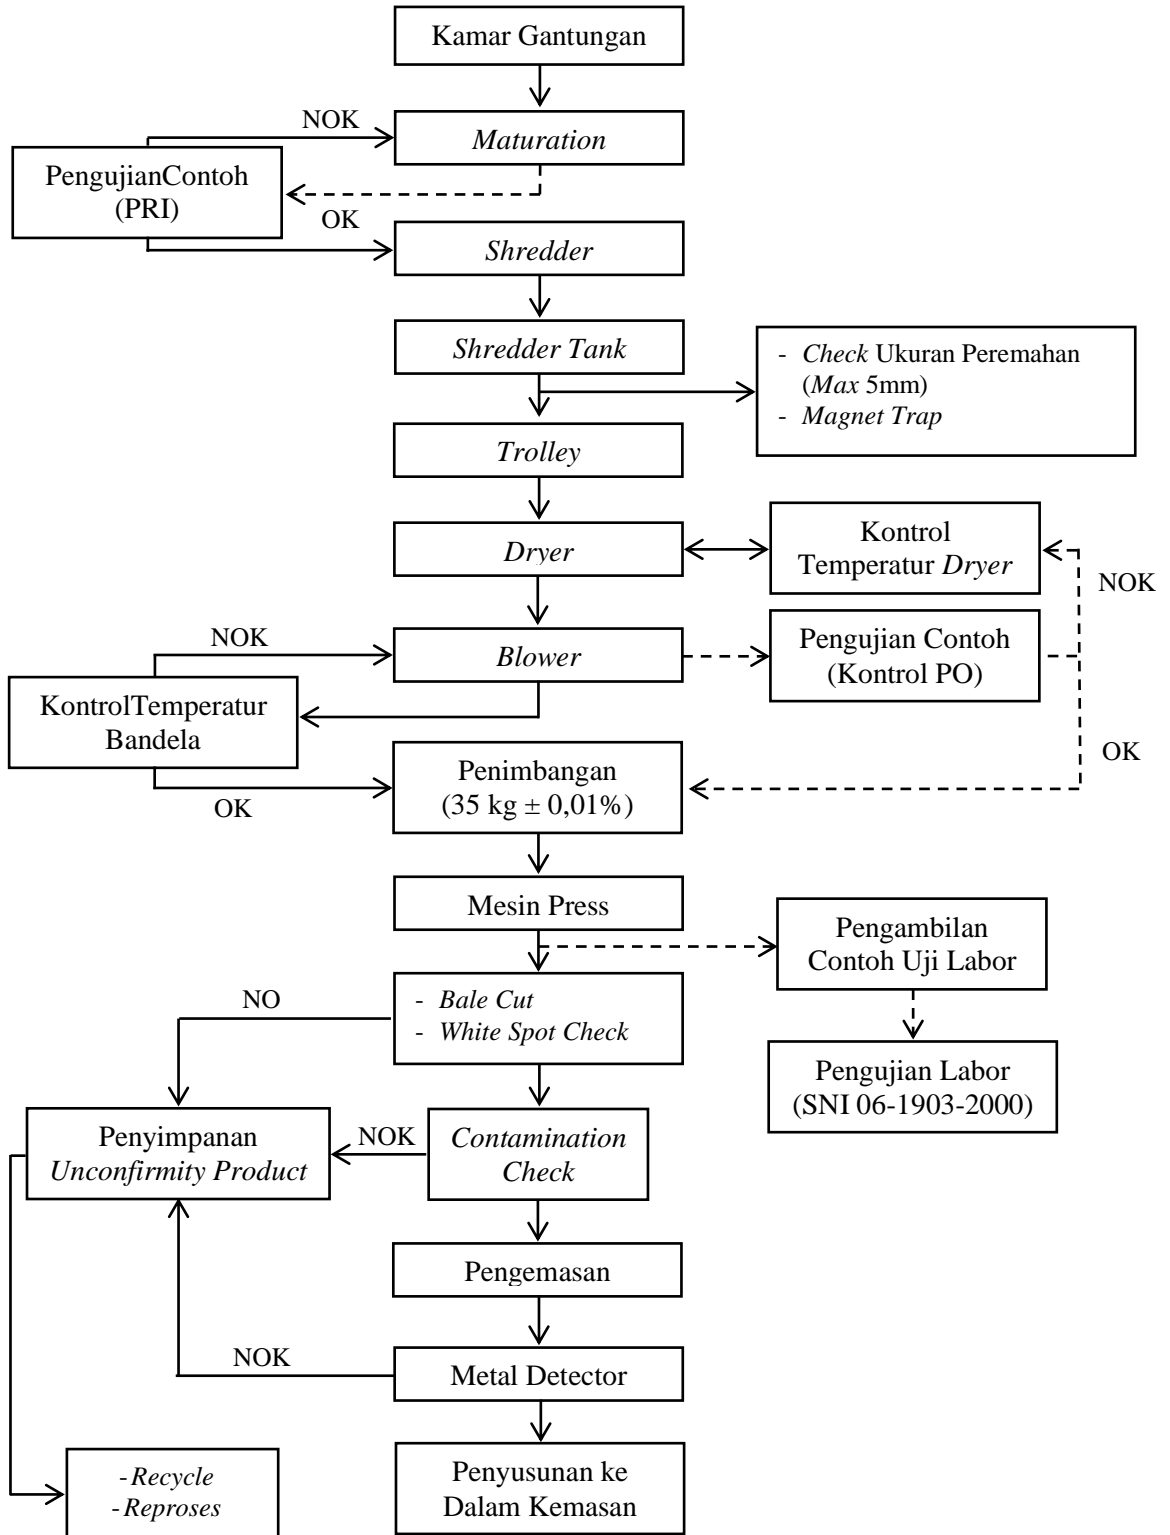 Kamar Gantungan
NOK
Maturation
PengujianContoh
(PRI)
OK
Shredder
Shredder Tank
- Check Ukuran Peremahan
(Max 5mm)
- Magnet Trap
Trolley
Dryer
Kontrol
Temperatur Dryer
NOK
NOK
Blower
Pengujian Contoh
(Kontrol PO)
KontrolTemperatur
Bandela
OK
OK
Penimbangan
(35 kg ± 0,01%)
Mesin Press
Pengambilan
Contoh Uji Labor
NO
- Bale Cut
- White Spot Check
Pengujian Labor
(SNI 06-1903-2000)
Penyimpanan
Unconfirmity Product
NOK
Contamination
Check
Pengemasan
NOK
Metal Detector
-Recycle
-Reproses
Penyusunan ke
Dalam Kemasan